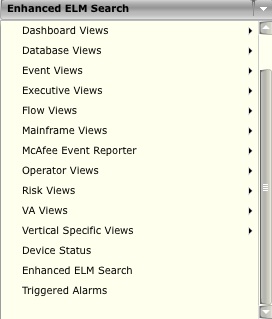 Enhanced ELM Search
Dashboard Views
Database Views
Event Views
Executive Views
Flow Views
Mainframe Views
McAfee Event Reporter
Operator Views
Risk Views
VA Views
Vertical Specific Views
Device Status
Enhanced ELM Search
Triggered Alarms